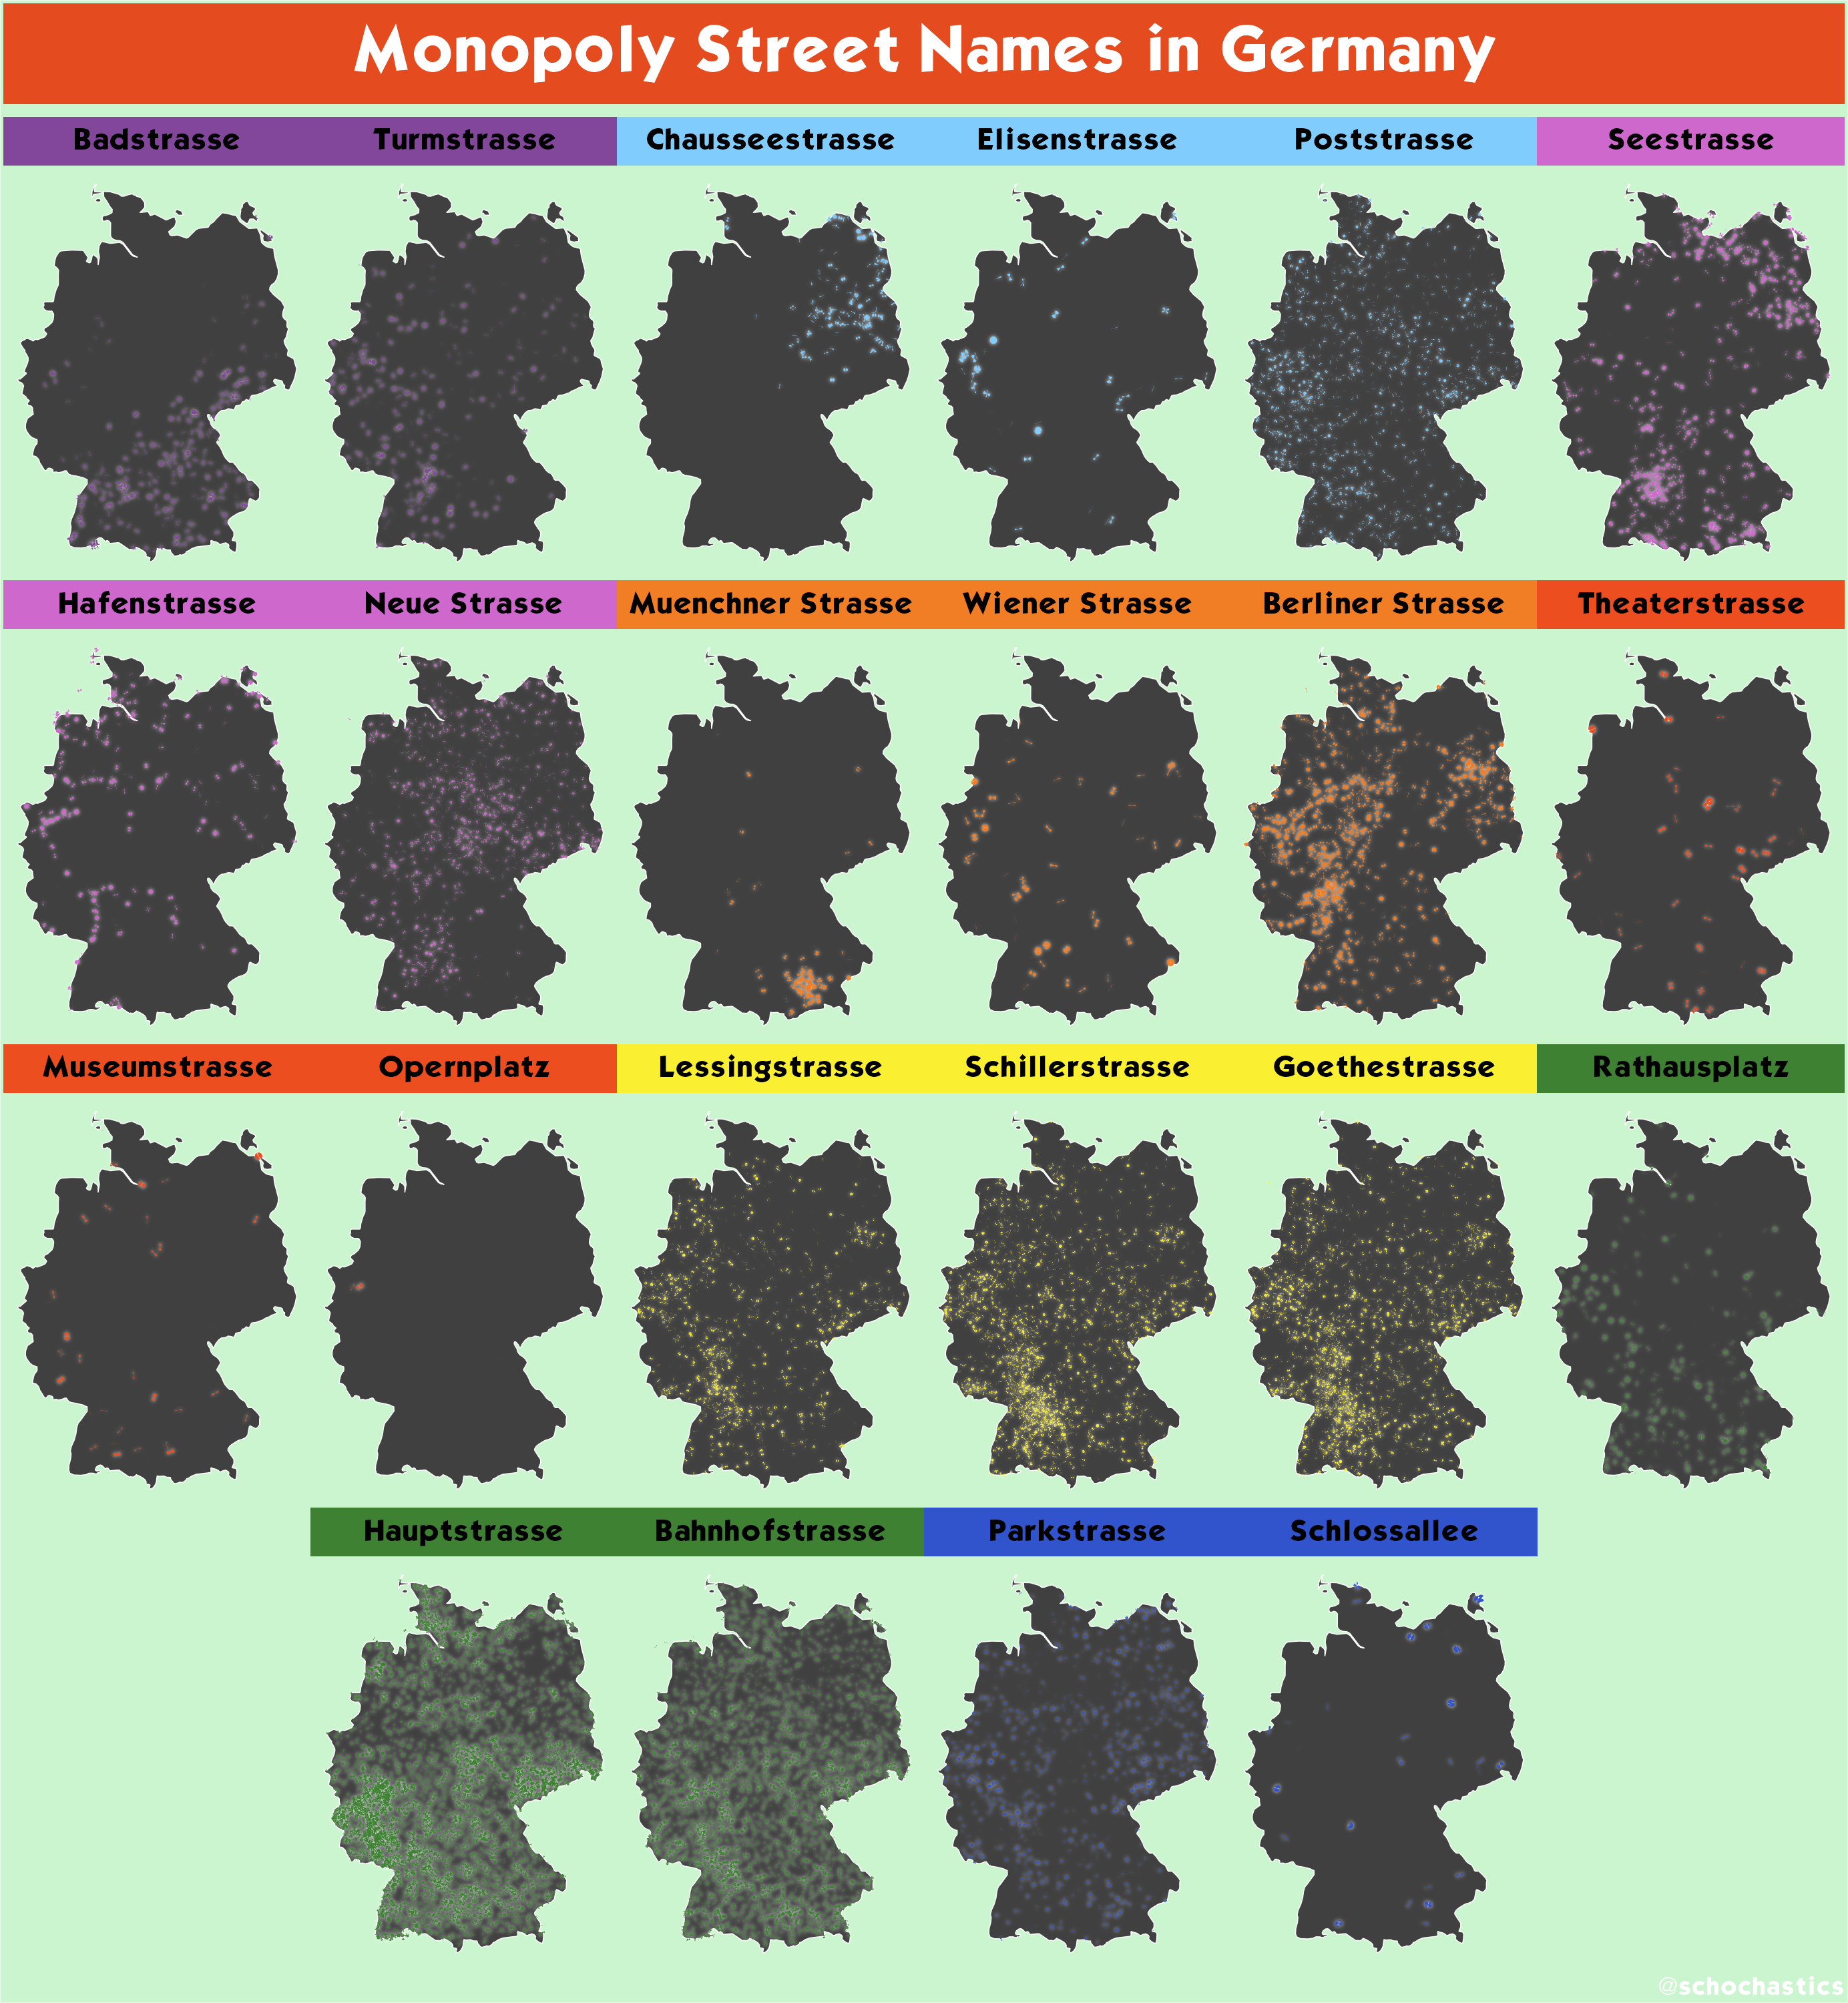 Monopoly Street Names in Germany
Badstrasse
Turmstrasse
Chausseestrasse
Elisenstrasse
Poststrasse
Seestrasse
Hafenstrasse
Neue Strasse
Muenchner Strasse
Wiener Strasse
Berliner Strasse
Theaterstrasse
Museumstrasse
Opernplatz
Lessingstrasse
Schillerstrasse
Goethestrasse
Rathausplatz
Hauptstrasse
Bahnhofstrasse
Parkstrasse
Schlossallee
@schochastics